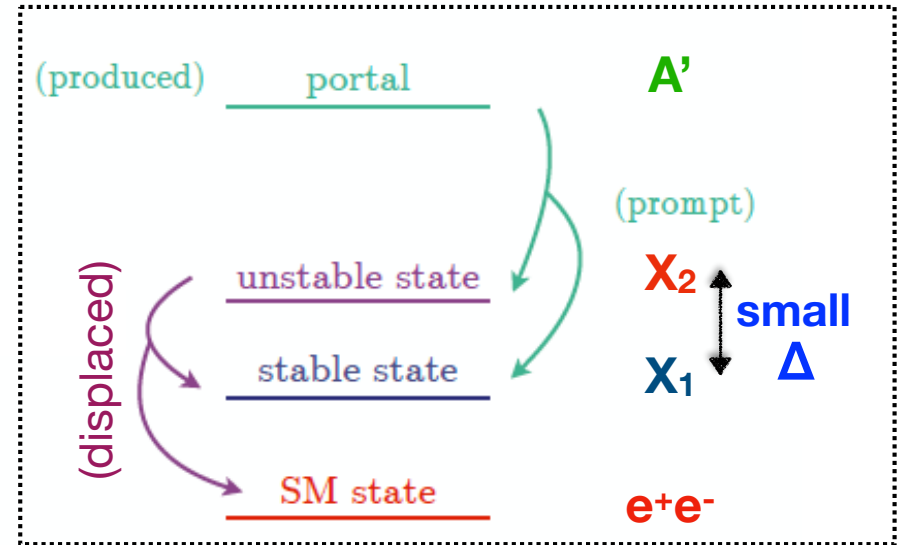 (produced) portal A’
(prompt)
unstable state X₂
small
Δ
stable state X₁
(displaced)
SM state e⁺e⁻